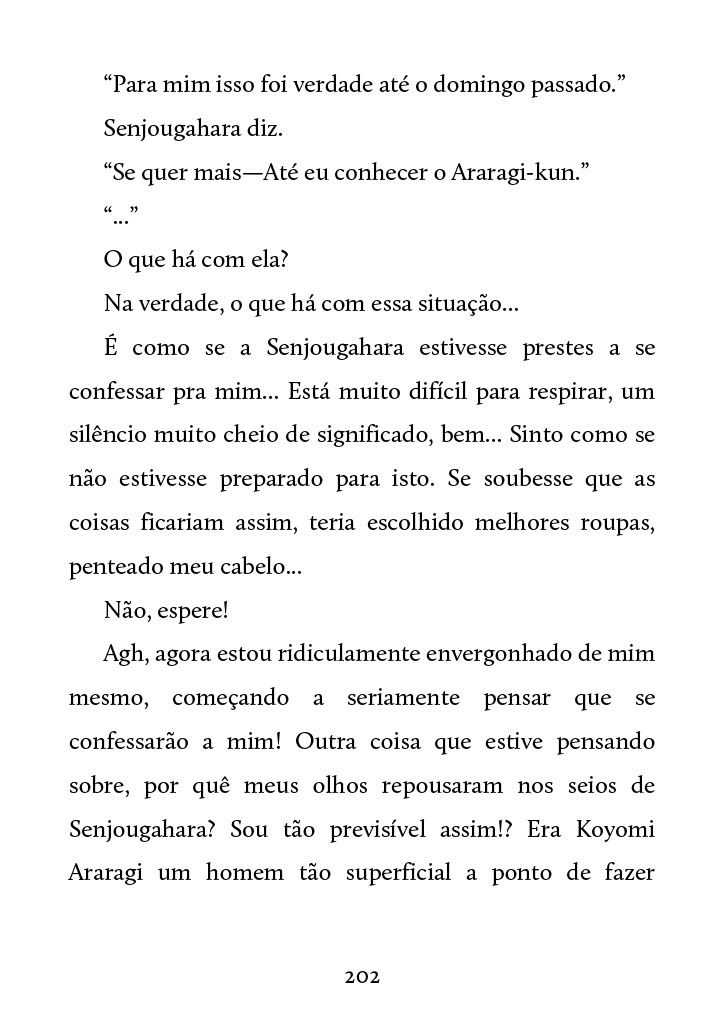 “Para mim isso foi verdade até o domingo passado.”
Senjougahara diz.
“Se quer mais—Até eu conhecer o Araragi-kun.”
“...”
O que há com ela?
Na verdade, o que há com essa situação...
É como se a Senjougahara estivesse prestes a se
confessar pra mim... Está muito difícil para respirar, um
silêncio muito cheio de significado, bem... Sinto como se
não estivesse preparado para isto. Se soubesse que as
coisas ficariam assim, teria escolhido melhores roupas,
penteado meu cabelo...
Não, espere!
Agh, agora estou ridiculamente envergonhado de mim
mesmo, começando a seriamente pensar que se
confessarão a mim! Outra coisa que estive pensando
sobre, por quê meus olhos repousaram nos seios de
Senjougahara? Sou tão previsível assim!? Era Koyomi
Araragi um homem tão superficial a ponto de fazer
202